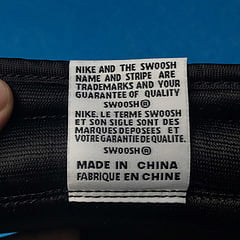 NIKE AND THE SWOOSH
NAME AND STRIPE ARE
TRADEMARKS AND YOUR
GUARANTEE OF QUALITY
SWOOSH®
NIKE. LE TERME SWOOSH
ET SON SIGLE SONT DES
MARQUES DEPOSEES ET
VOTRE GARANTIE DE QUALITE.
SWOOSH®
MADE IN CHINA
FABRIQUE EN CHINE